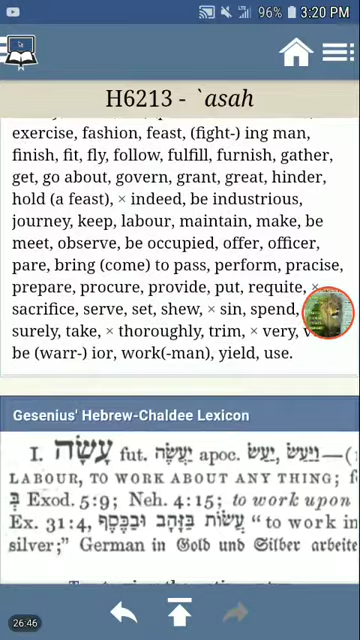 96% 3:20 PM
H6213 - `asah
exercise, fashion, feast, (fight-) ing man,
finish, fit, fly, follow, fulfill, furnish, gather,
get, go about, govern, grant, great, hinder,
hold (a feast), × indeed, be industrious,
journey, keep, labour, maintain, make, be
meet, observe, be occupied, offer, officer,
pare, bring (come) to pass, perform, pracise,
prepare, procure, provide, put, requite, ×
sacrifice, serve, set, shew, × sin, spend,
surely, take, × thoroughly, trim, × very,
be (warr-) ior, work(-man), yield, use.
Gesenius' Hebrew-Chaldee Lexicon
I. עָשָׂה fut. יַעֲשֶׂה apoc. וַיַּעַשׂ, יַעַשׂ—(
LABOUR, TO WORK ABOUT ANY THING;
בְּ Exod. 5:9; Neh. 4:15; to work upon
Ex. 31:4, עֲשׂוֹת בַּזָּהָב וּבַכֶּסֶף "to work in
silver;" German in Gold und Silber arbeite
26:46